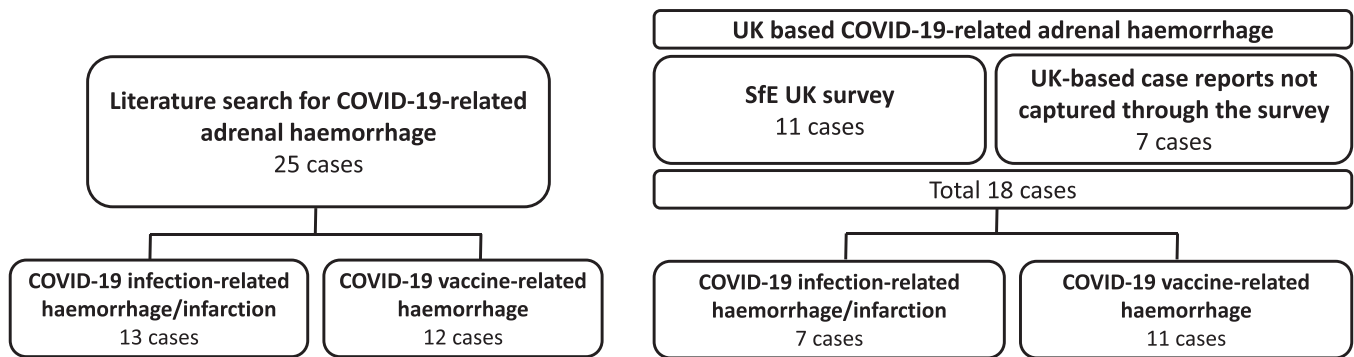 Literature search for COVID-19-related
adrenal haemorrhage
25 cases
COVID-19 infection-related
haemorrhage/infarction
13 cases
COVID-19 vaccine-related
haemorrhage
12 cases
UK based COVID-19-related adrenal haemorrhage
SfE UK survey
11 cases
UK-based case reports not
captured through the survey
7 cases
Total 18 cases
COVID-19 infection-related
haemorrhage/infarction
7 cases
COVID-19 vaccine-related
haemorrhage
11 cases